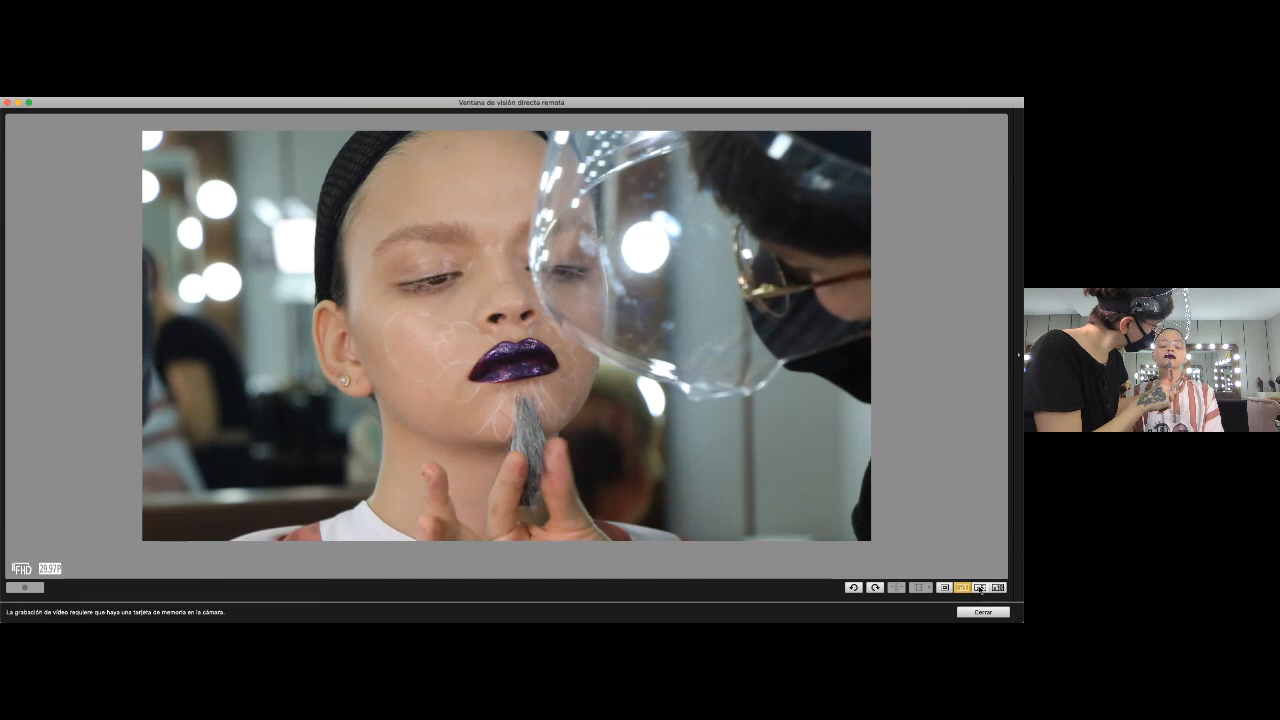 Ventana de visión directa remota
FHD 29.97P
La grabación de vídeo requiere que haya una tarjeta de memoria en la cámara.
Cerrar